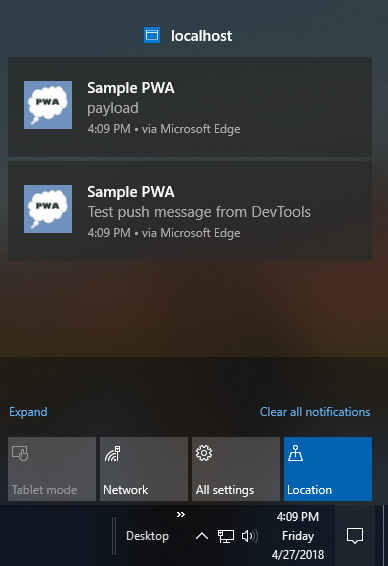 localhost
PWA
Sample PWA
payload
4:09 PM • via Microsoft Edge
PWA
Sample PWA
Test push message from DevTools
4:09 PM • via Microsoft Edge
Expand
Clear all notifications
Tablet mode
Network
All settings
Location
Desktop
»
4:09 PM
Friday
4/27/2018